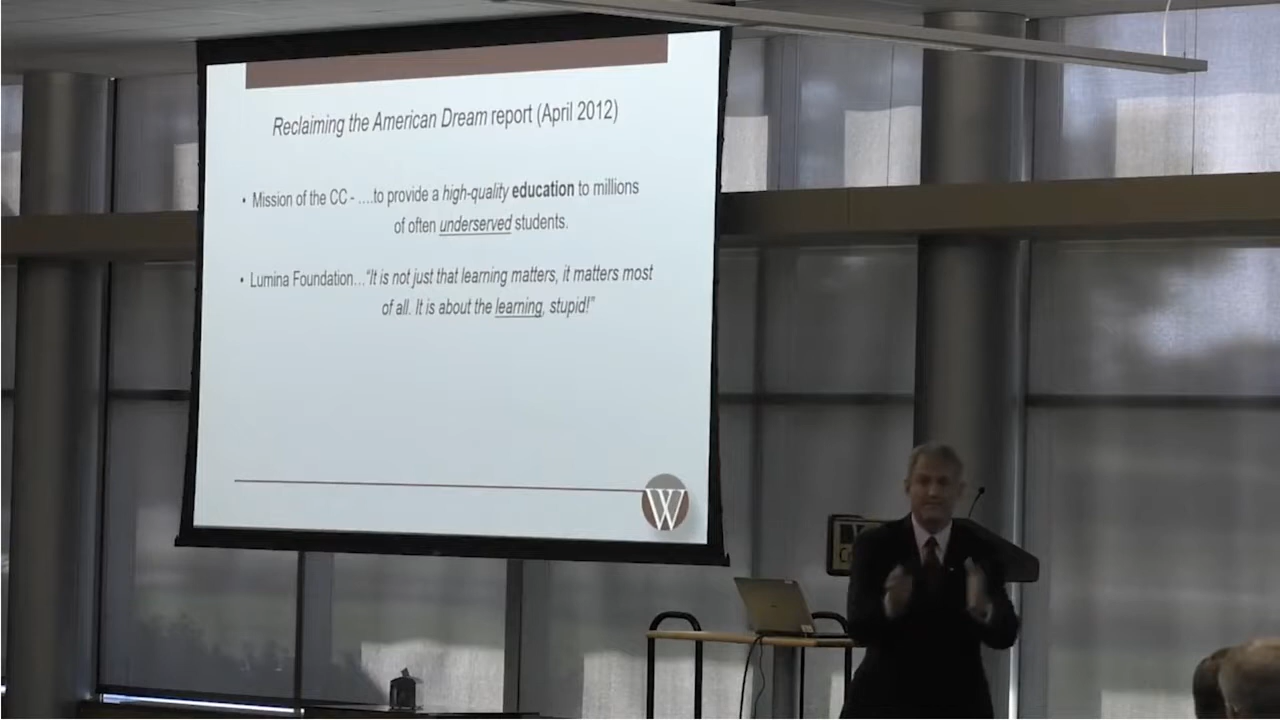 Reclaiming the American Dream report (April 2012)
• Mission of the CC - ....to provide a high-quality education to millions
of often underserved students.
• Lumina Foundation…“It is not just that learning matters, it matters most
of all. It is about the learning, stupid!”
W